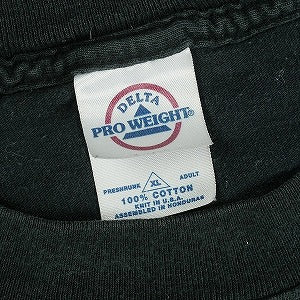 DELTA
PRO WEIGHT®
PRESHRUNK XL ADULT
100% COTTON
KNIT IN U.S.A.
ASSEMBLED IN HONDURAS